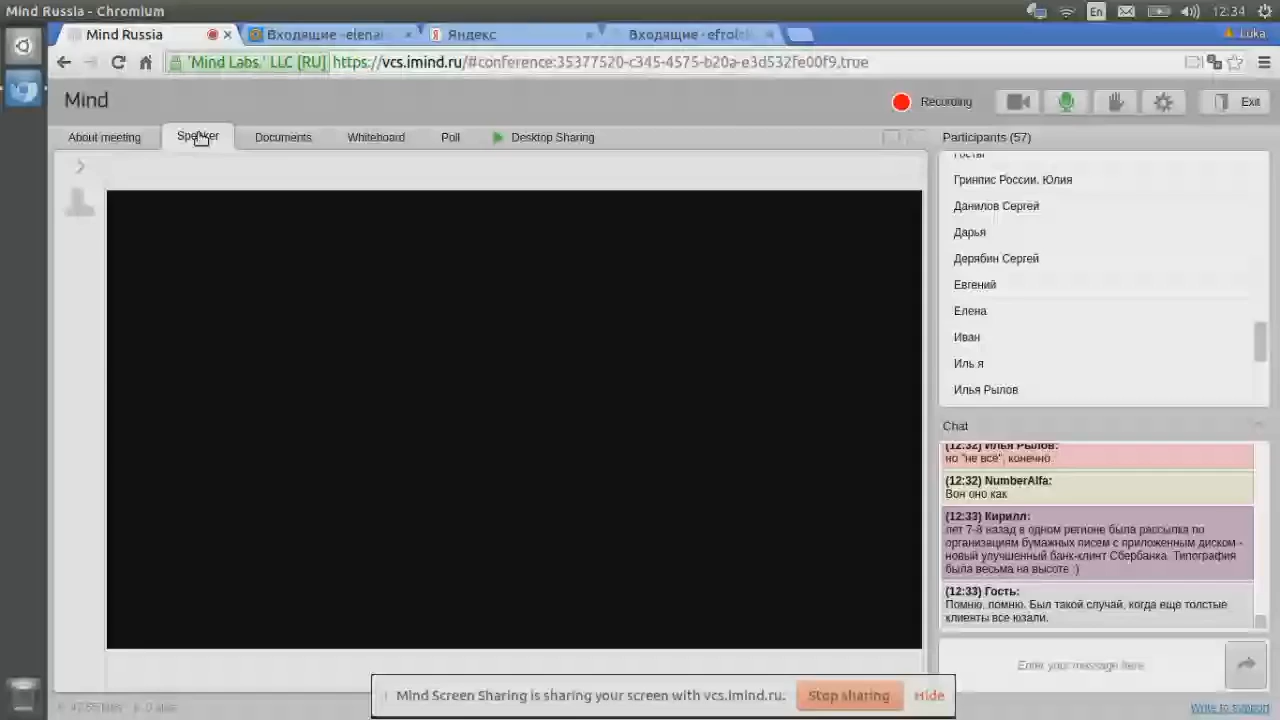 Mind Russia - Chromium
En
12:34
Mind Russia
Яндекс
Luka
'Mind Labs,' LLC [RU]
https://vcs.imind.ru/#conference:35377520-c345-4575-b20a-e3d532fe00f9,true
Mind
Recording
Exit
About meeting
Speaker
Documents
Whiteboard
Poll
Desktop Sharing
Participants (57)
Гринпис России. Юлия
Данилов Сергей
Дарья
Дерябин Сергей
Евгений
Елена
Иван
Иль я
Илья Рылов
Chat
(12:32) Илья Рылов:
но "не всё", конечно
(12:32) NumberAlfa:
Вон оно как
(12:33) Кирилл:
лет 7-8 назад в одном регионе была рассылка по
организациям бумажных писем с приложенным диском -
новый улучшенный банк-клинт Сбербанка. Типография
была весьма на высоте :)
(12:33) Гость:
Помню, помню. Был такой случай, когда еще толстые
клиенты все юзали.
Enter your message here
Mind Screen Sharing is sharing your screen with vcs.imind.ru.
Stop sharing
Hide
Write to support